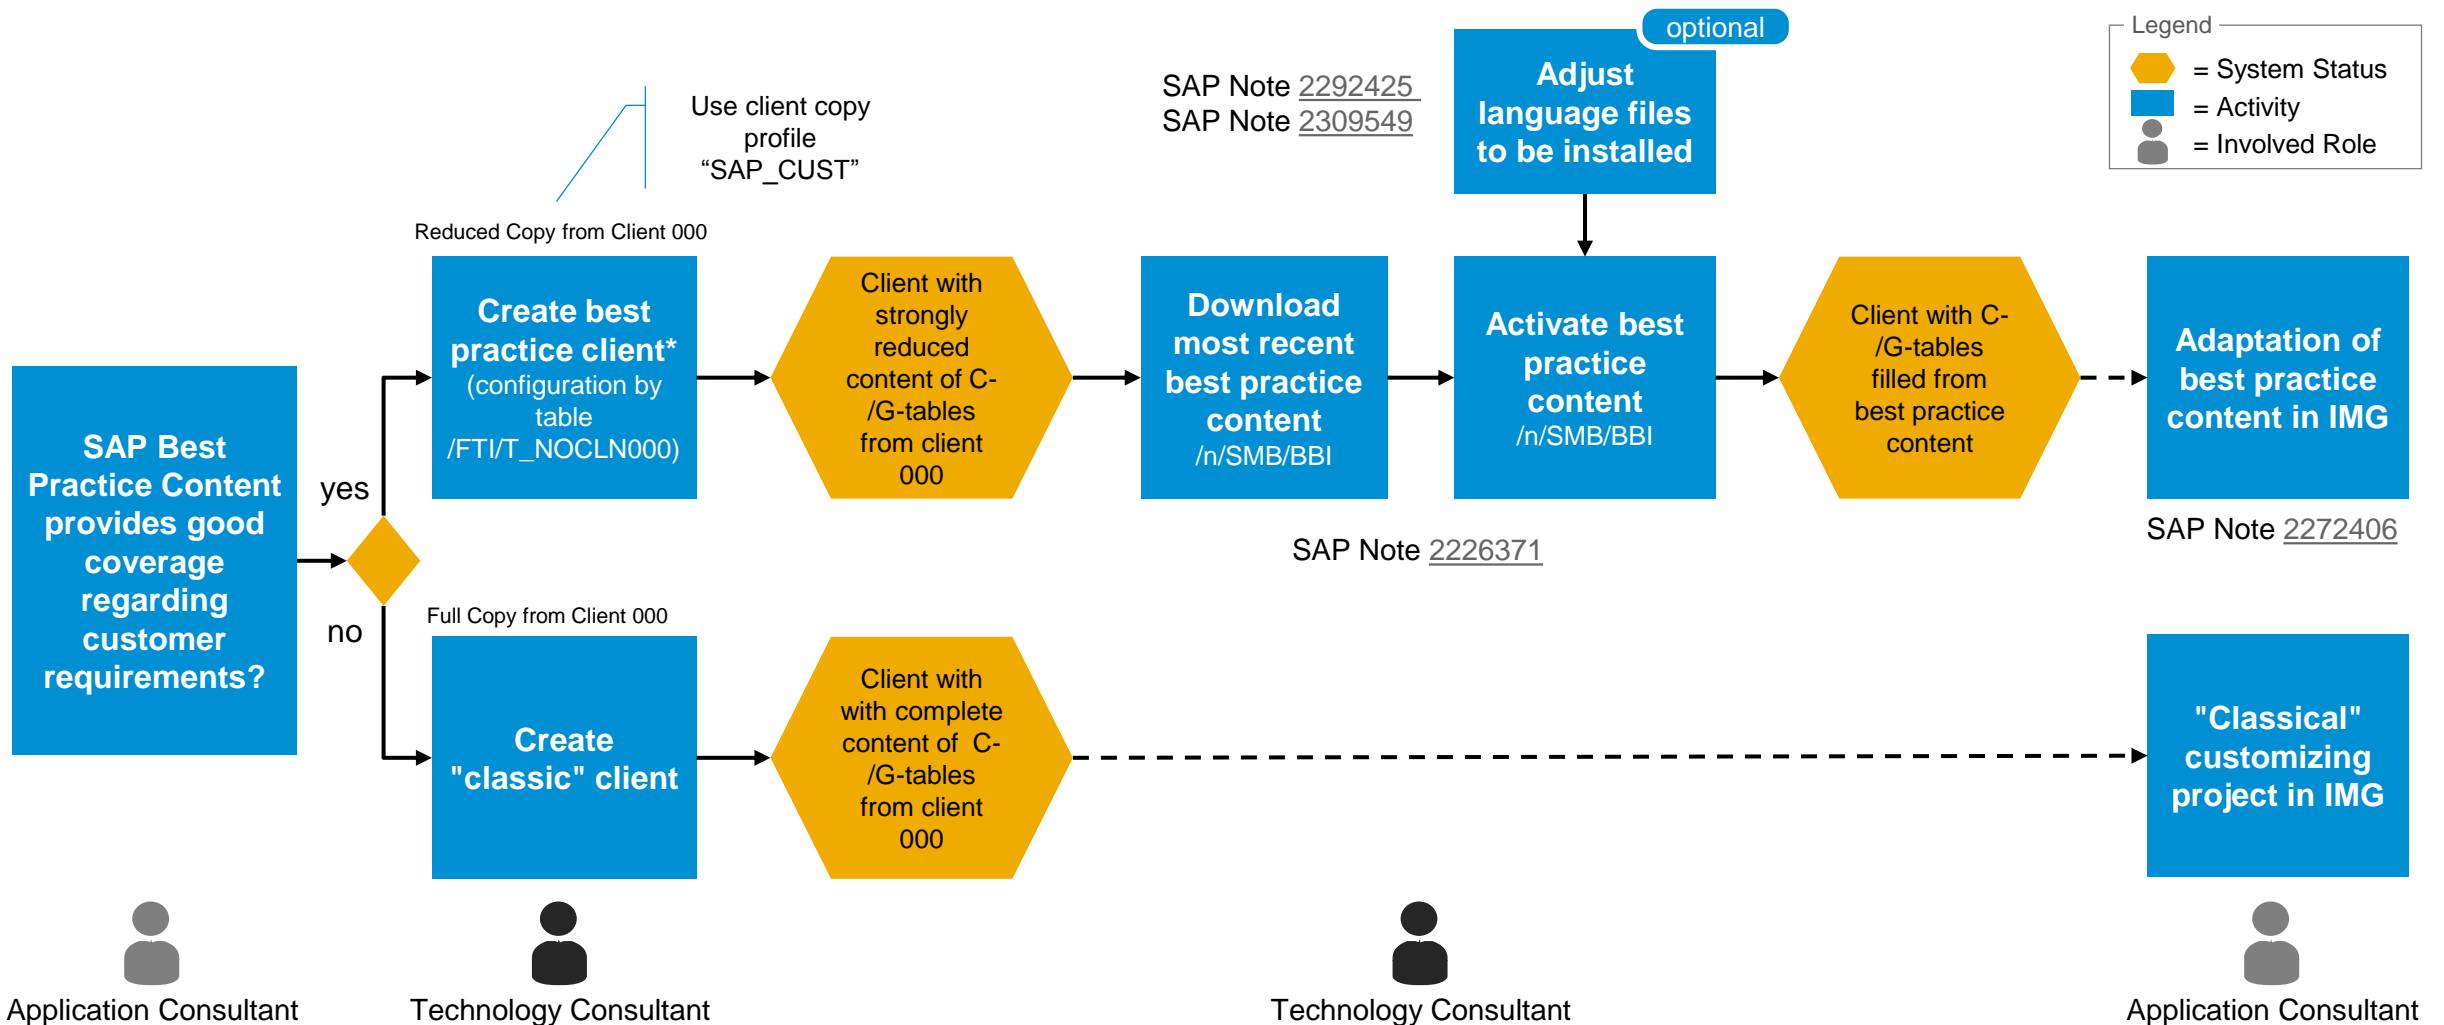 optional
Legend
= System Status
= Activity
= Involved Role
Use client copy
profile
“SAP_CUST”
SAP Note 2292425
SAP Note 2309549
Adjust
language files
to be installed
Reduced Copy from Client 000
SAP Best
Practice Content
provides good
coverage
regarding
customer
requirements?
yes
no
Create best
practice client*
(configuration by
table
/FTI/T_NOCLN000)
Client with
strongly
reduced
content of C-
/G-tables
from client
000
Download
most recent
best practice
content
/n/SMB/BBI
Activate best
practice
content
/n/SMB/BBI
Client with C-
/G-tables
filled from
best practice
content
Adaptation of
best practice
content in IMG
SAP Note 2226371
SAP Note 2272406
Full Copy from Client 000
Create
"classic" client
Client with
with complete
content of  C-
/G-tables
from client
000
"Classical"
customizing
project in IMG
Application Consultant
Technology Consultant
Technology Consultant
Application Consultant